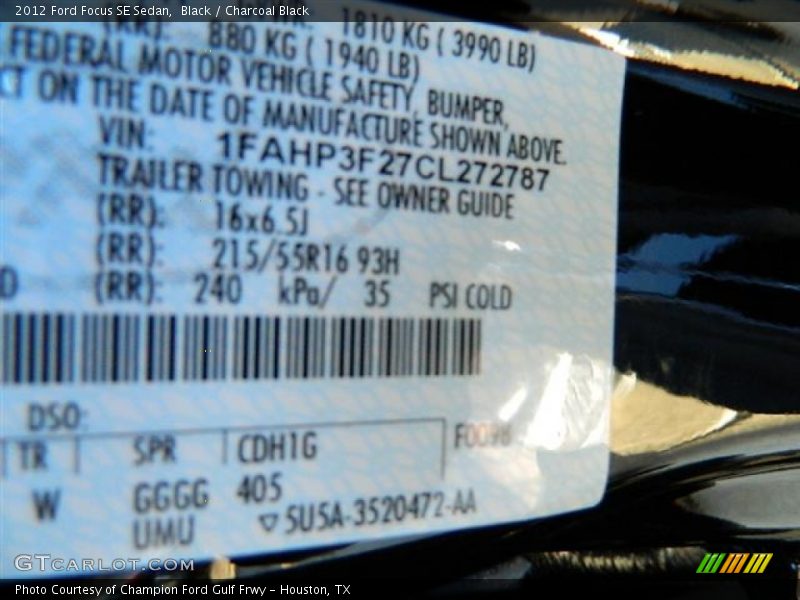 2012 Ford Focus SE Sedan, Black / Charcoal Black
(RR): 880 KG ( 1940 LB) 1810 KG ( 3990 LB)
FEDERAL MOTOR VEHICLE SAFETY, BUMPER,
CT ON THE DATE OF MANUFACTURE SHOWN ABOVE.
VIN: 1FAHP3F27CL272787
TRAILER TOWING - SEE OWNER GUIDE
(RR): 16x6.5J
(RR): 215/55R16 93H
(RR): 240 kPa/ 35 PSI COLD
DSO:
TR SPR CDH1G
W GGGG 405
UMU ▽ 5U5A-3520472-AA
GTCARLOT.COM
Photo Courtesy of Champion Ford Gulf Frwy – Houston, TX